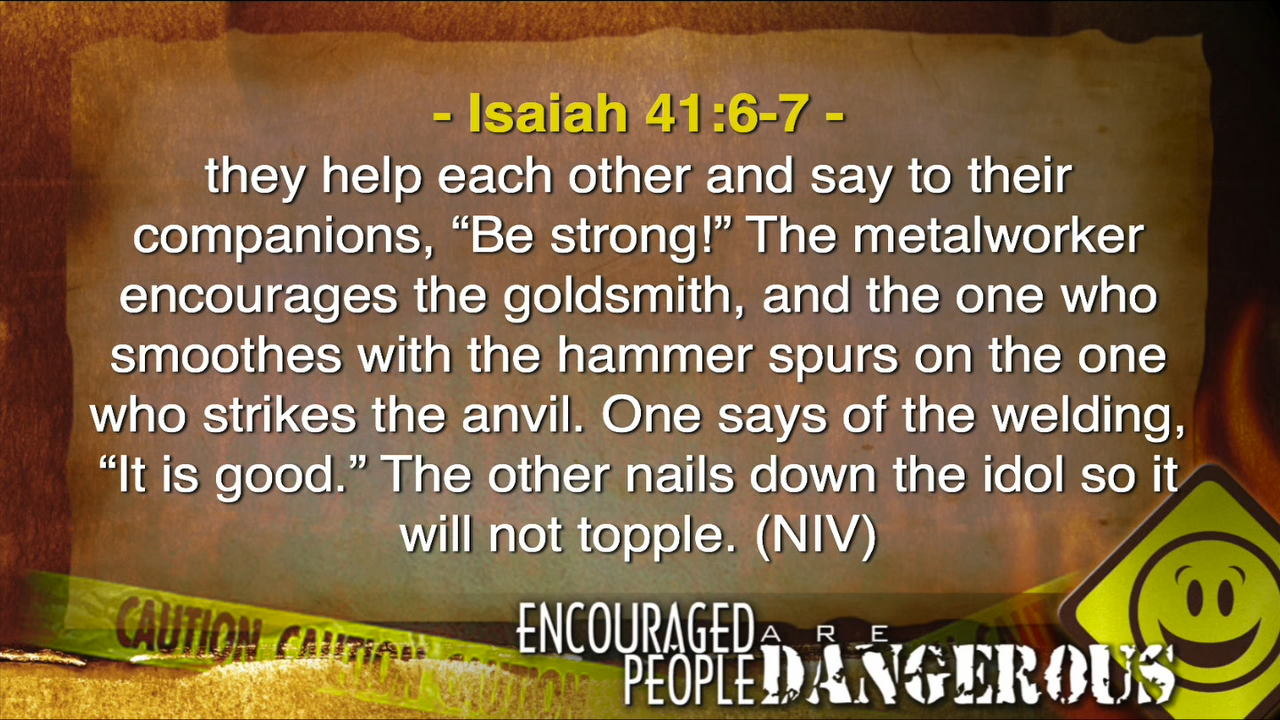 - Isaiah 41:6-7 -
they help each other and say to their
companions, “Be strong!” The metalworker
encourages the goldsmith, and the one who
smoothes with the hammer spurs on the one
who strikes the anvil. One says of the welding,
“It is good.” The other nails down the idol so it
will not topple. (NIV)
CAUTION CAUTION CAUTION
ENCOURAGED ARE
PEOPLE DANGEROUS